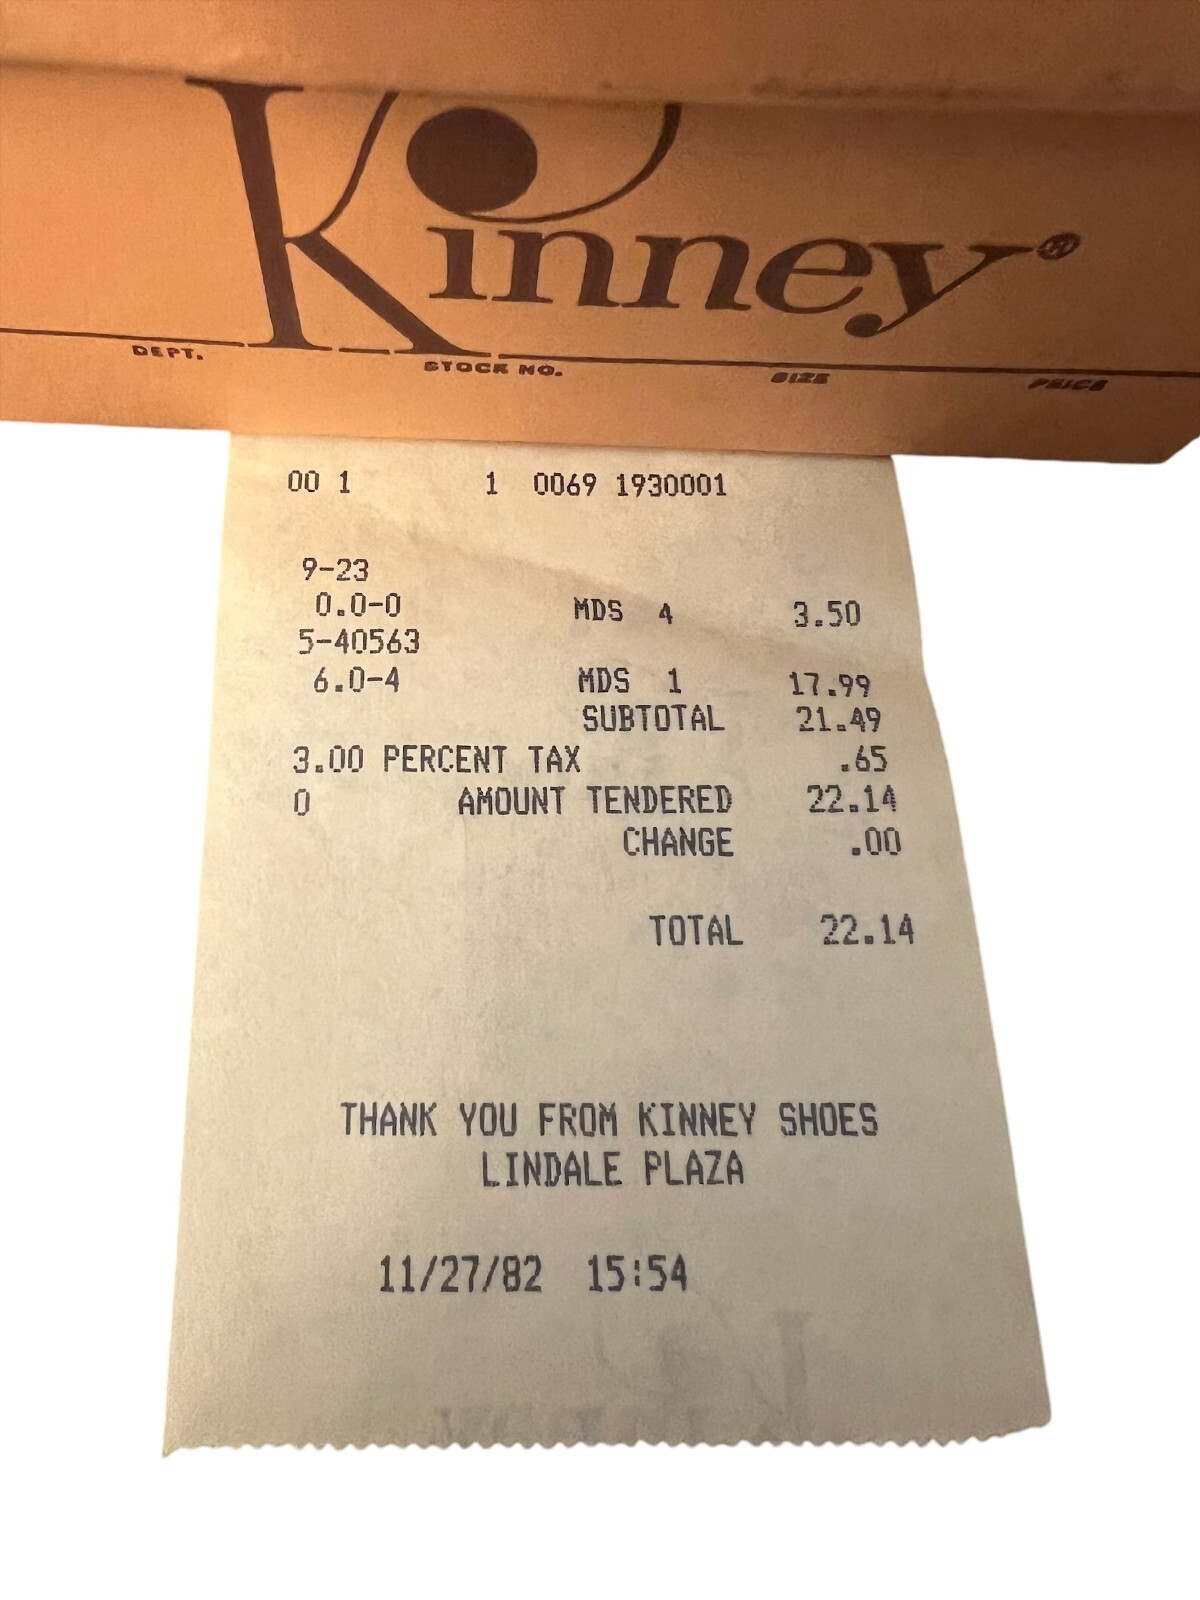 Kinney®
DEPT. STOCK NO. SIZE PRICE
00 1 1 0069 1930001
9-23
0.0-0 MDS 4 3.50
5-40563
6.0-4 MDS 1 17.99
SUBTOTAL 21.49
3.00 PERCENT TAX .65
0 AMOUNT TENDERED 22.14
CHANGE .00
TOTAL 22.14
THANK YOU FROM KINNEY SHOES
LINDALE PLAZA
11/27/82 15:54